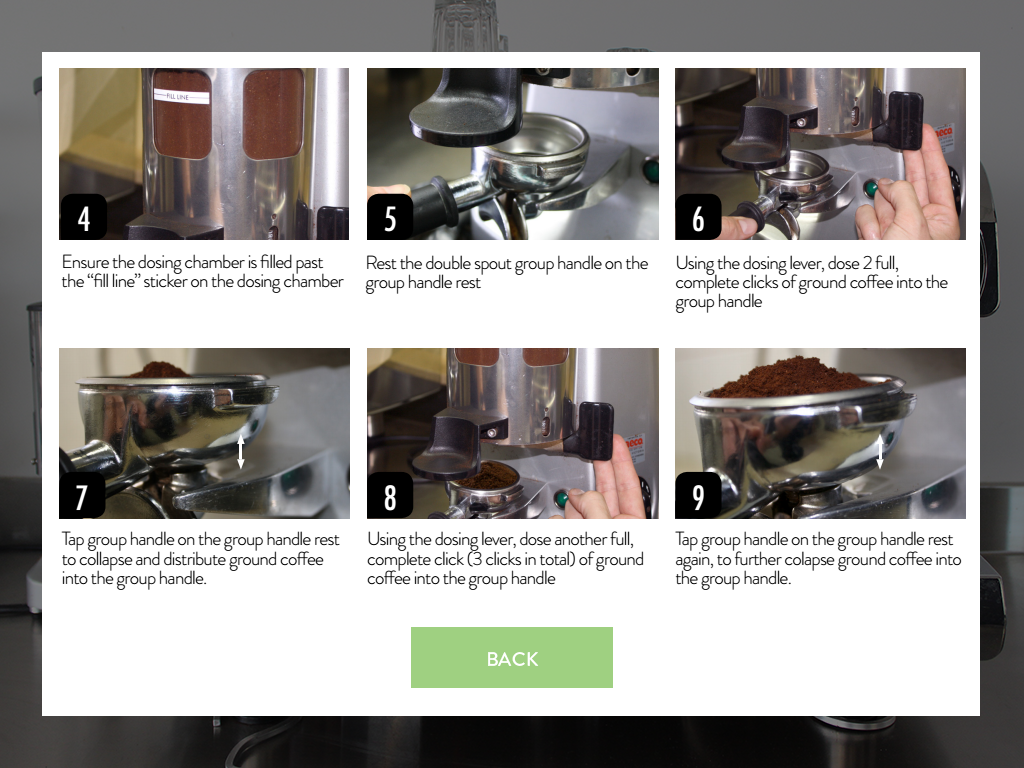 FILL LINE
4
Ensure the dosing chamber is filled past
the “fill line” sticker on the dosing chamber
5
Rest the double spout group handle on the
group handle rest
6
Using the dosing lever, dose 2 full,
complete clicks of ground coffee into the
group handle
7
Tap group handle on the group handle rest
to collapse and distribute ground coffee
into the group handle.
8
Using the dosing lever, dose another full,
complete click (3 clicks in total) of ground
coffee into the group handle
9
Tap group handle on the group handle rest
again, to further colapse ground coffee into
the group handle.
BACK